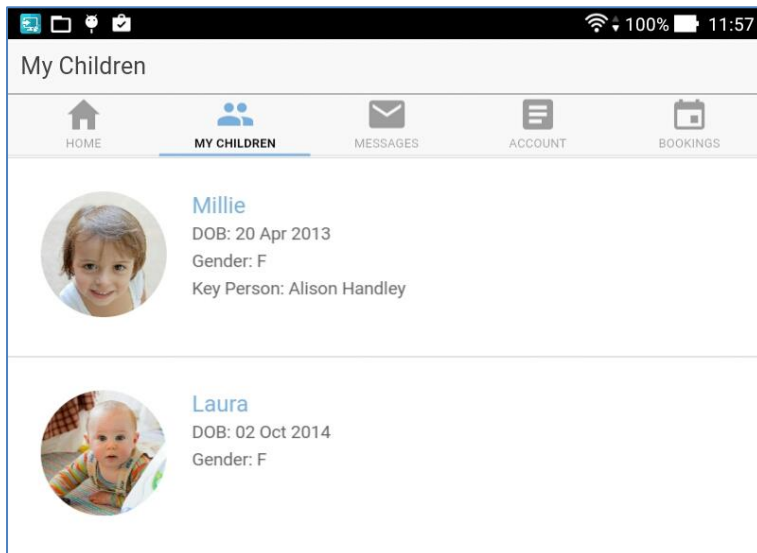 100% 11:57
My Children
HOME MY CHILDREN MESSAGES ACCOUNT BOOKINGS
Millie
DOB: 20 Apr 2013
Gender: F
Key Person: Alison Handley
Laura
DOB: 02 Oct 2014
Gender: F